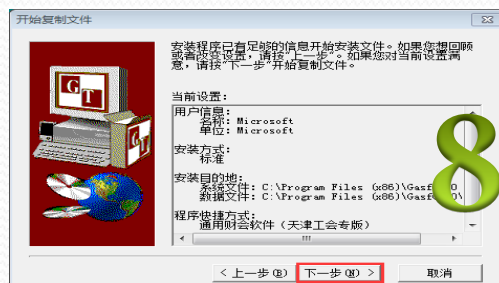 开始复制文件
安装程序已有足够的信息开始安装文件。如果您想回顾
或者改变设置，请按"上一步"。如果您对当前设置满
意，请按"下一步"开始复制文件。
GT
当前设置：
用户信息：
名称：Microsoft
单位：Microsoft
安装方式：
标准
安装目的地：
系统文件：C:\Program Files (x86)\Gasf
数据文件：C:\Program Files (x86)\Gasf
程序快捷方式：
通用财会软件（天津工会专版）
8
< 上一步(B)
下一步(N) >
取消